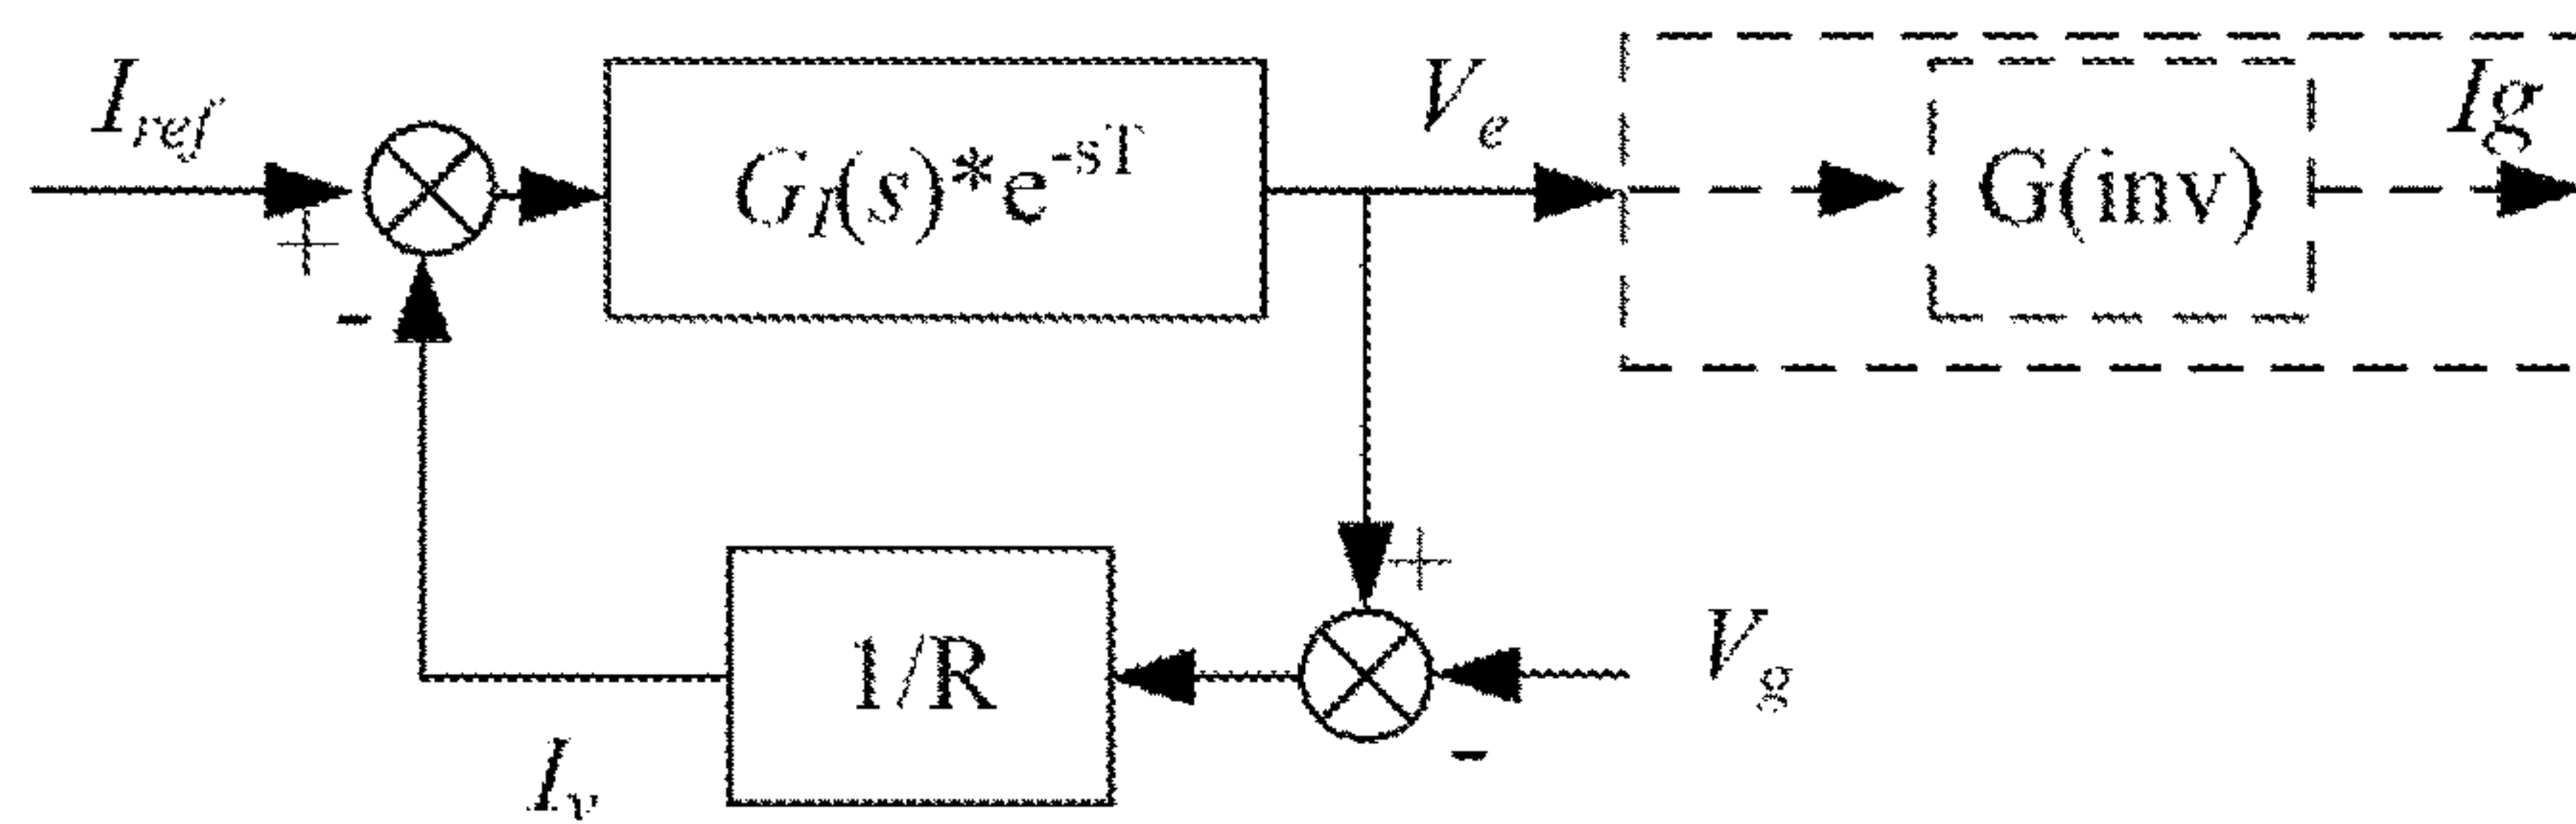 I_ref
+
-
G_I(s)*e^-sT
V_e
G(inv)
Ig
+
1/R
V_g
-
I_v